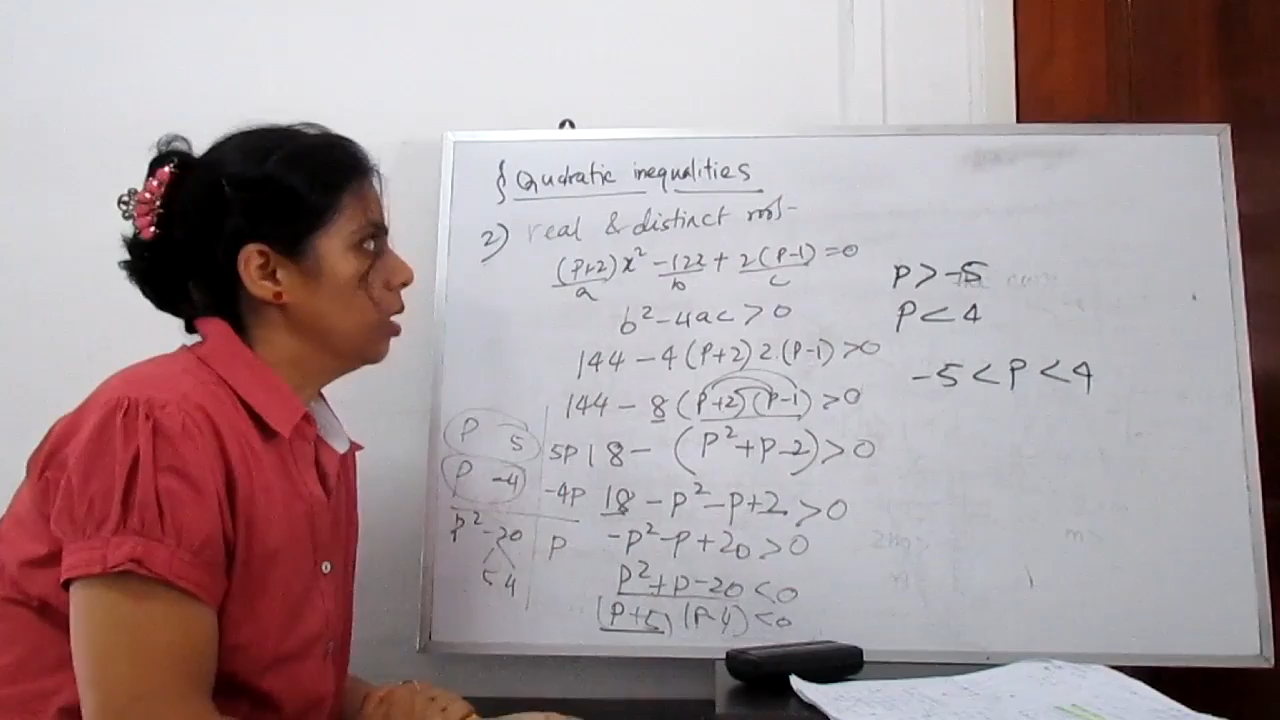 § Qudratic inequalities
2) real & distinct
(P+2)x² - 12x + 2(P-1) = 0
a b c
b² - 4ac > 0
144 - 4(P+2) 2.(P-1) > 0
144 - 8(P+2)(P-1) > 0
18 - (P² + P - 2) > 0
18 - P² - P + 2 > 0
-P² - P + 20 > 0
P² + P - 20 < 0
(P+5)(P-4) < 0
P 5 5P
P -4 -4P
P² - 20 P
5 4
P > -5
P < 4
-5 < P < 4